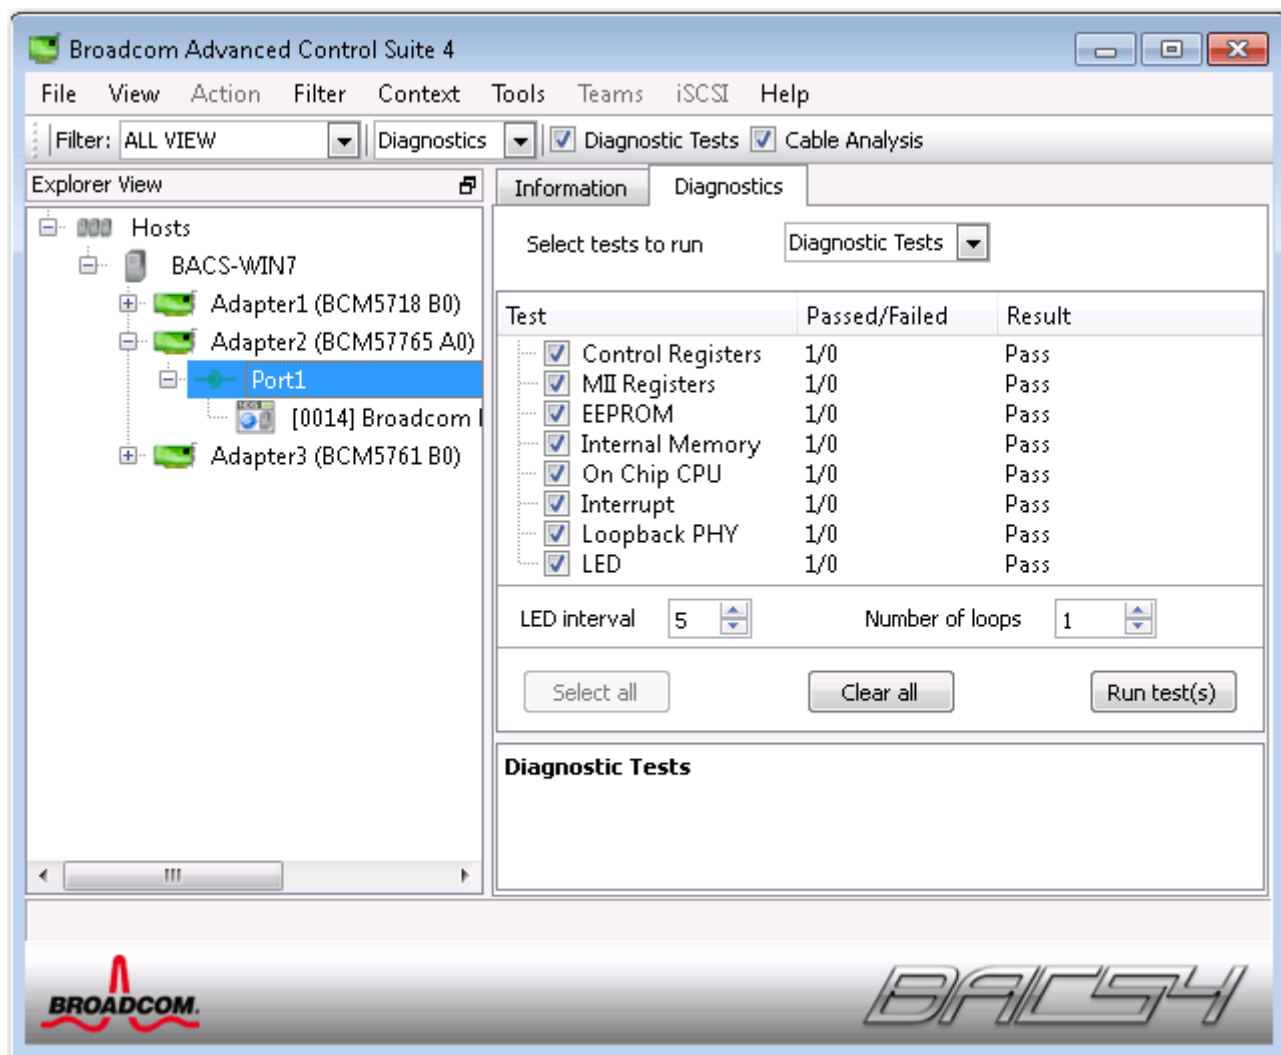 Broadcom Advanced Control Suite 4
File View Action Filter Context Tools Teams iSCSI Help
Filter: ALL VIEW Diagnostics Diagnostic Tests Cable Analysis
Explorer View
Hosts
BACS-WIN7
Adapter1 (BCM5718 B0)
Adapter2 (BCM57765 A0)
Port1
[0014] Broadcom
Adapter3 (BCM5761 B0)
Information Diagnostics
Select tests to run Diagnostic Tests
Test Passed/Failed Result
Control Registers 1/0 Pass
MII Registers 1/0 Pass
EEPROM 1/0 Pass
Internal Memory 1/0 Pass
On Chip CPU 1/0 Pass
Interrupt 1/0 Pass
Loopback PHY 1/0 Pass
LED 1/0 Pass
LED interval 5 Number of loops 1
Select all Clear all Run test(s)
Diagnostic Tests
BROADCOM. BACS4